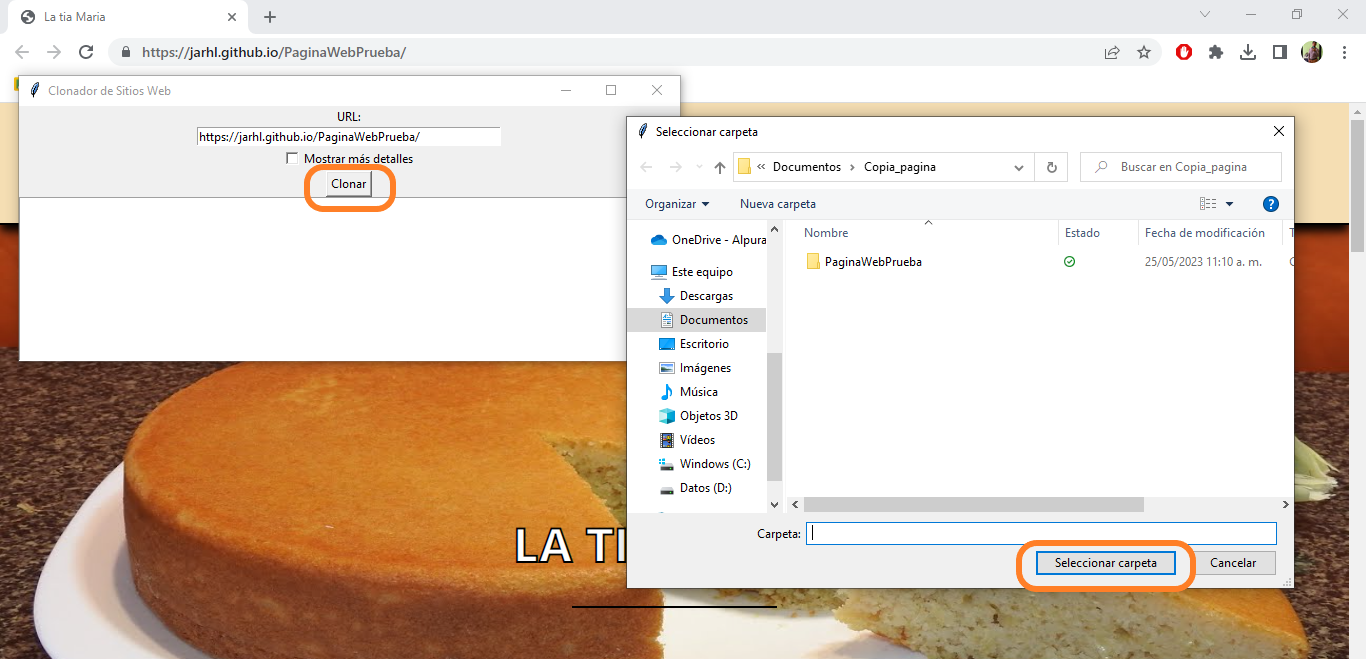 La tia Maria
https://jarhl.github.io/PaginaWebPrueba/
Clonador de Sitios Web
URL:
https://jarhl.github.io/PaginaWebPrueba/
Mostrar más detalles
Clonar
Seleccionar carpeta
Documentos
Copia_pagina
Buscar en Copia_pagina
Organizar
Nueva carpeta
Nombre
Estado
Fecha de modificación
PaginaWebPrueba
25/05/2023 11:10 a. m.
OneDrive - Alpura
Este equipo
Descargas
Documentos
Escritorio
Imágenes
Música
Objetos 3D
Vídeos
Windows (C:)
Datos (D:)
Carpeta:
Seleccionar carpeta
Cancelar
LA TI